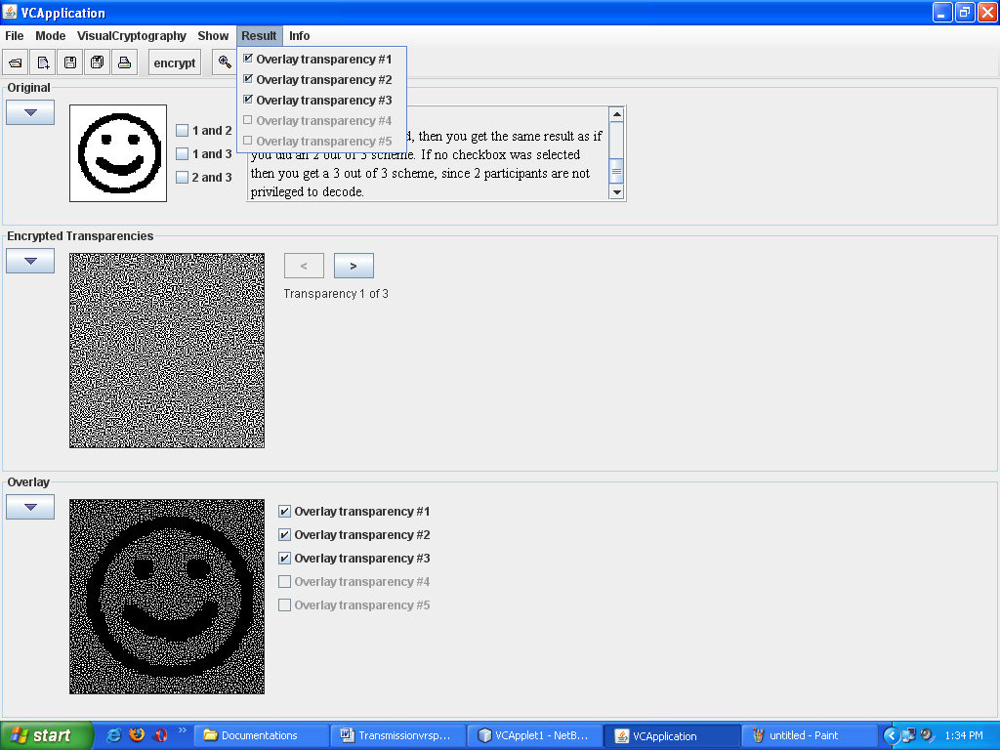 VCApplication
File Mode VisualCryptography Show Result Info
encrypt
Overlay transparency #1
Overlay transparency #2
Overlay transparency #3
Overlay transparency #4
Overlay transparency #5
Original
1 and 2
1 and 3
2 and 3
d, then you get the same result as if
you did an 2 out of 3 scheme. If no checkbox was selected
then you get a 3 out of 3 scheme, since 2 participants are not
privileged to decode.
Encrypted Transparencies
< >
Transparency 1 of 3
Overlay
Overlay transparency #1
Overlay transparency #2
Overlay transparency #3
Overlay transparency #4
Overlay transparency #5
start » Documentations Transmissionvrsp... VCApplet1 - NetB... VCApplication untitled - Paint 1:34 PM